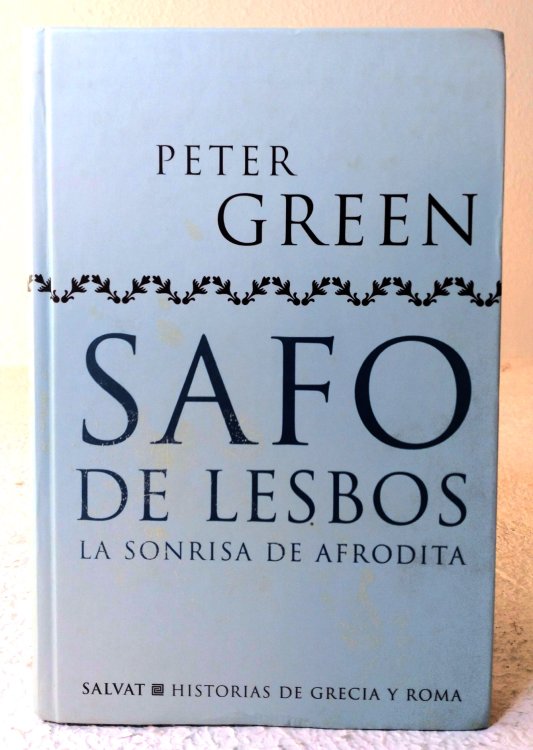 PETER
GREEN
SAFO
DE LESBOS
LA SONRISA DE AFRODITA
SALVAT HISTORIAS DE GRECIA Y ROMA